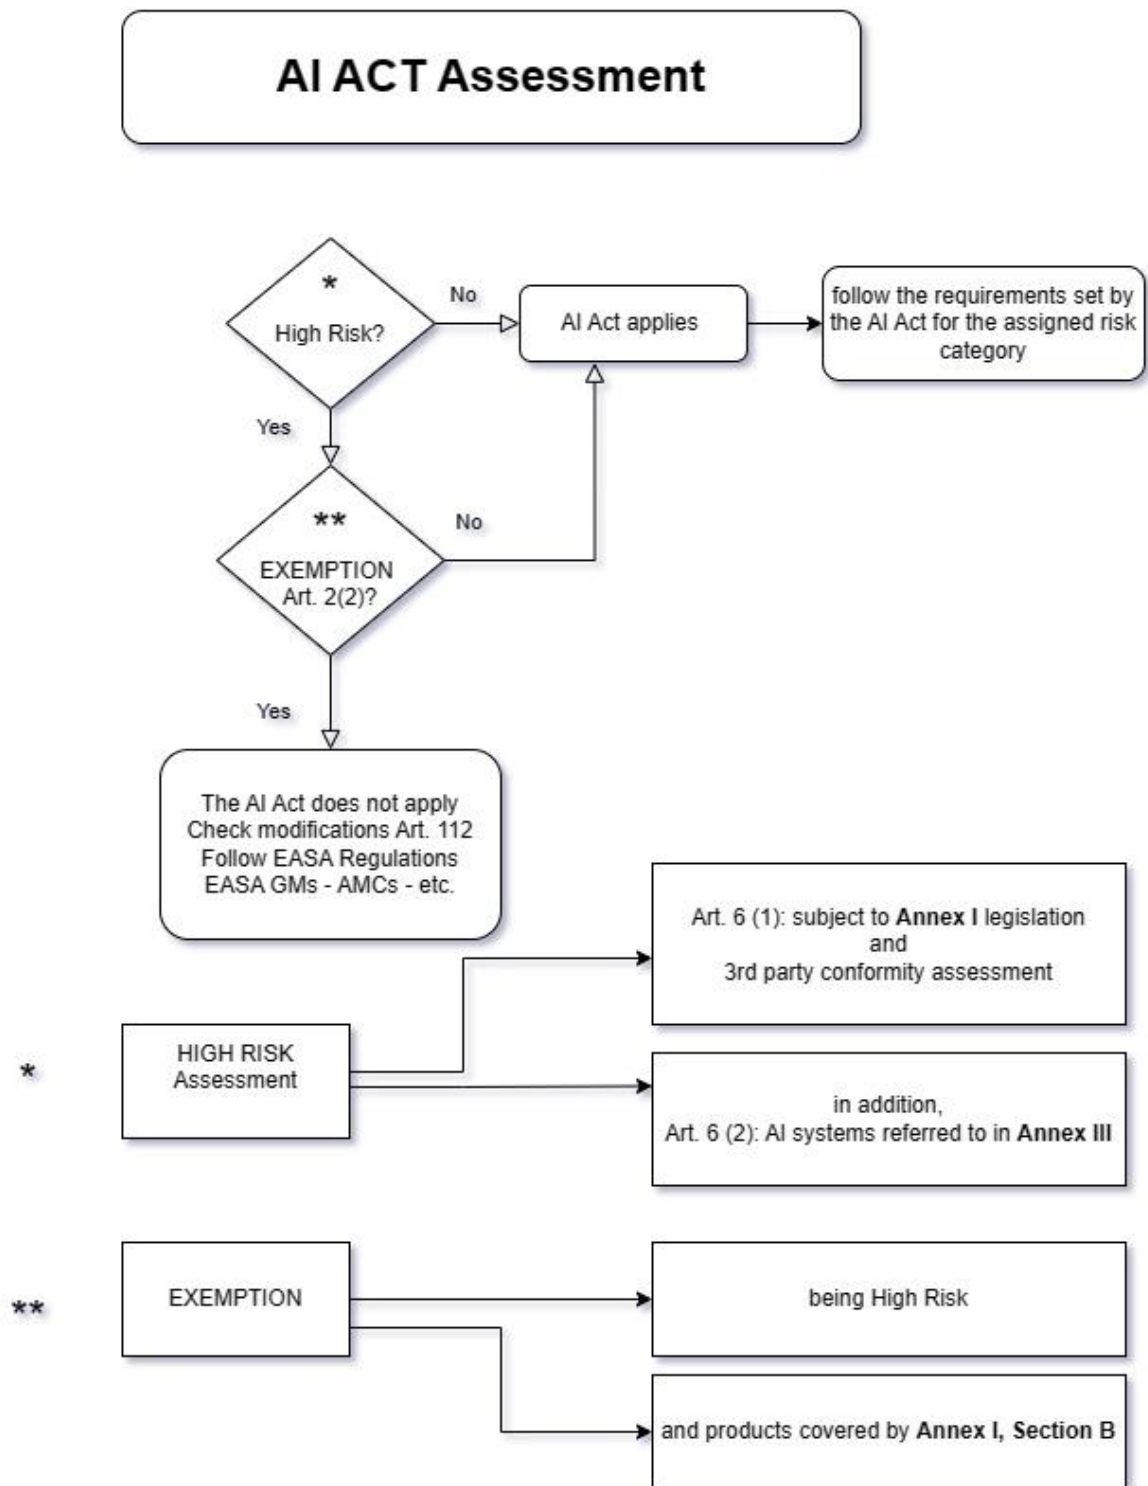 AI ACT Assessment
*
High Risk?
No
AI Act applies
follow the requirements set by
the AI Act for the assigned risk
category
Yes
**
EXEMPTION
Art. 2(2)?
No
Yes
The AI Act does not apply
Check modifications Art. 112
Follow EASA Regulations
EASA GMs - AMCs - etc.
*
HIGH RISK
Assessment
Art. 6 (1): subject to Annex I legislation
and
3rd party conformity assessment
in addition,
Art. 6 (2): AI systems referred to in Annex III
**
EXEMPTION
being High Risk
and products covered by Annex I, Section B